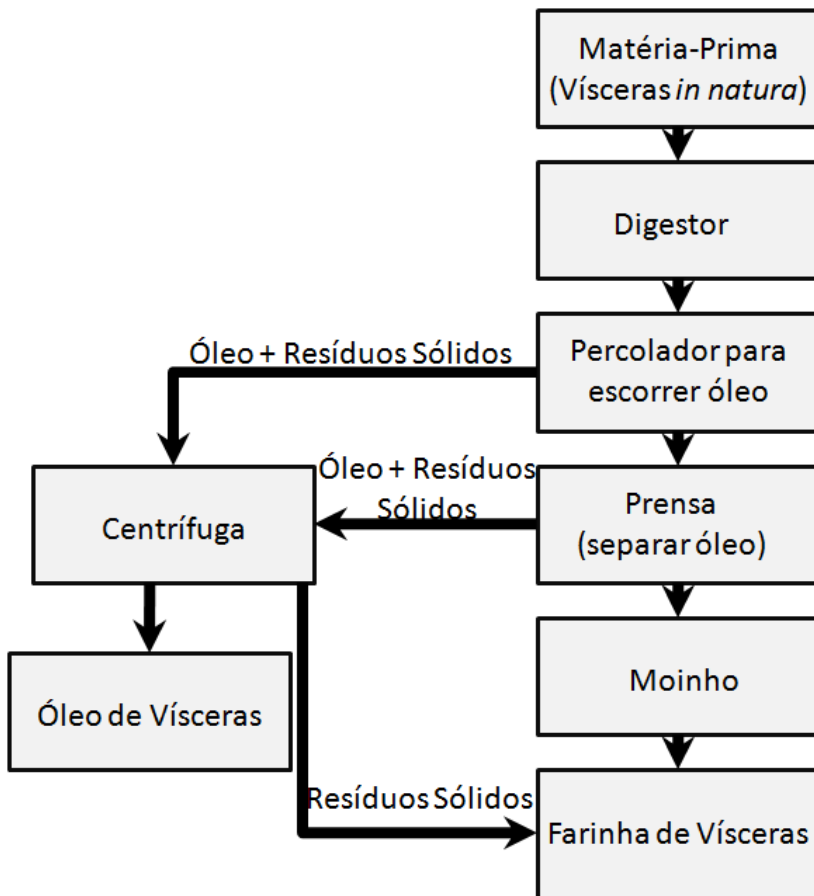 Matéria-Prima
(Vísceras in natura)
Digestor
Óleo + Resíduos Sólidos
Percolador para
escorrer óleo
Centrífuga
Óleo + Resíduos
Sólidos
Prensa
(separar óleo)
Óleo de Vísceras
Moinho
Resíduos Sólidos
Farinha de Vísceras